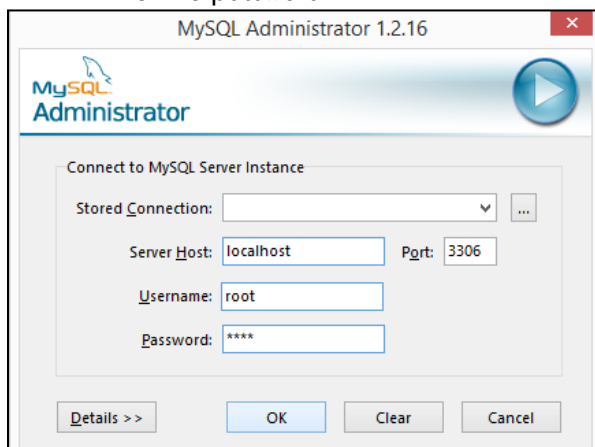 MySQL Administrator 1.2.16
MySQL
Administrator
Connect to MySQL Server Instance
Stored Connection:
...
Server Host: localhost Port: 3306
Username: root
Password: ****
Details >> OK Clear Cancel